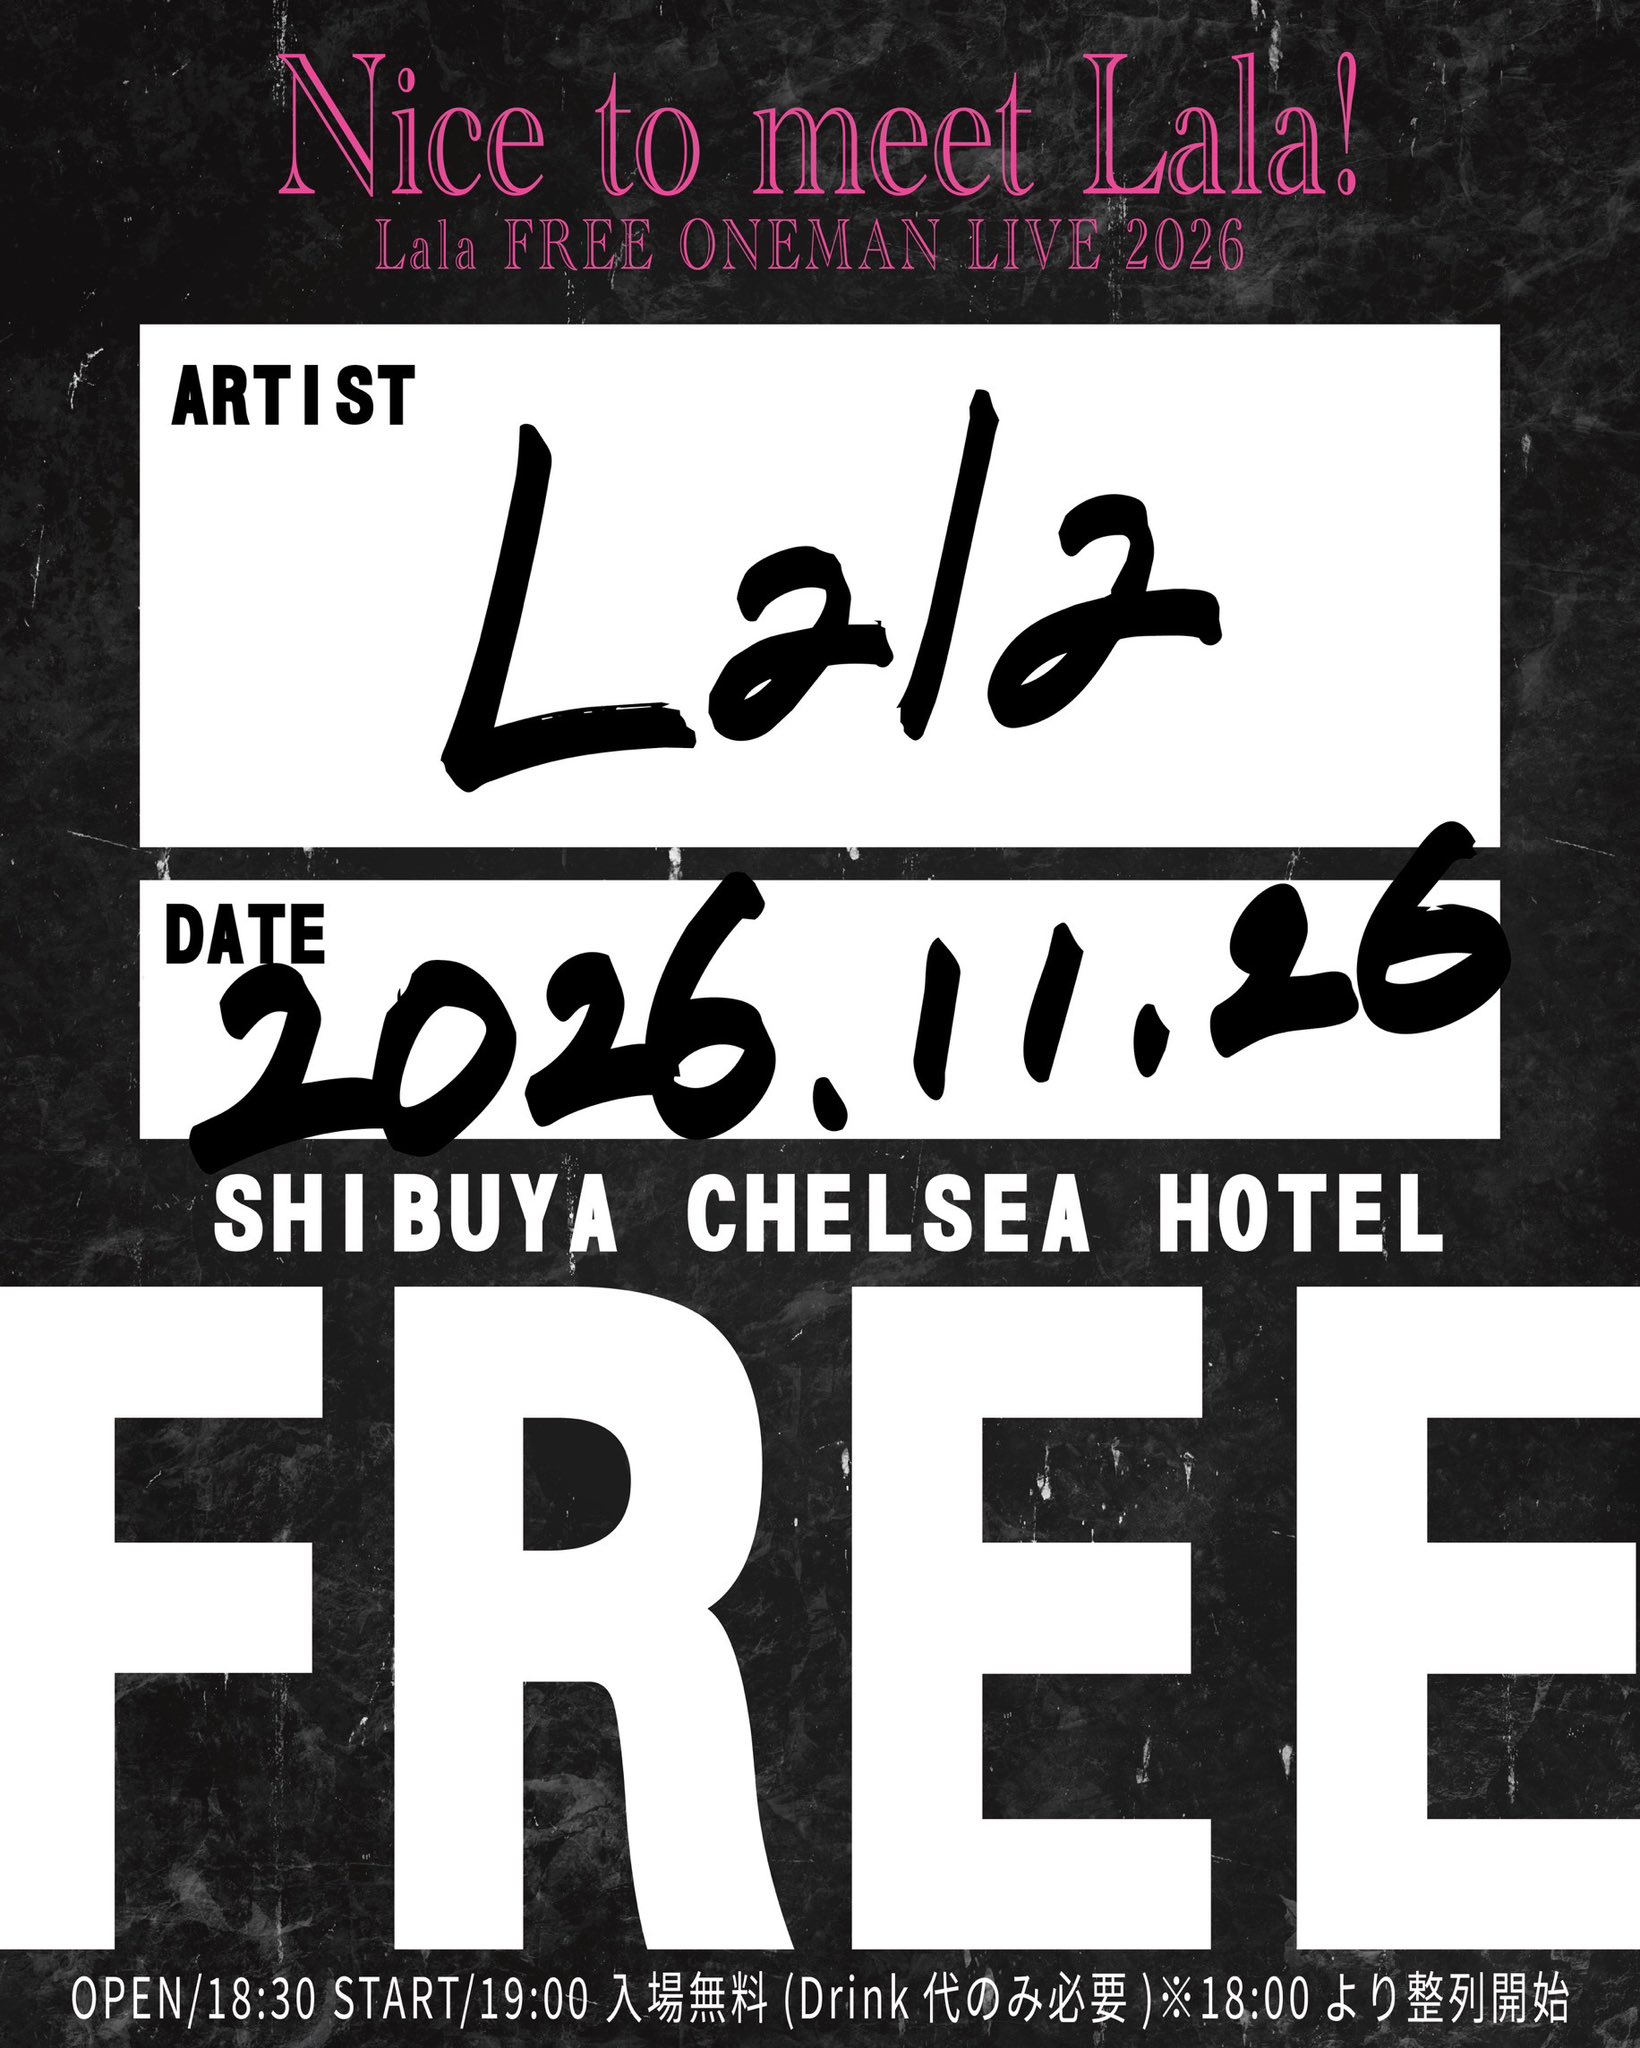 Nice to meet Lala!
Lala FREE ONEMAN LIVE 2026
ARTIST
Lala
DATE
2026.11.26
SHIBUYA CHELSEA HOTEL
FREE
OPEN/18:30 START/19:00 入場無料 (Drink 代のみ必要 )※18:00 より整列開始